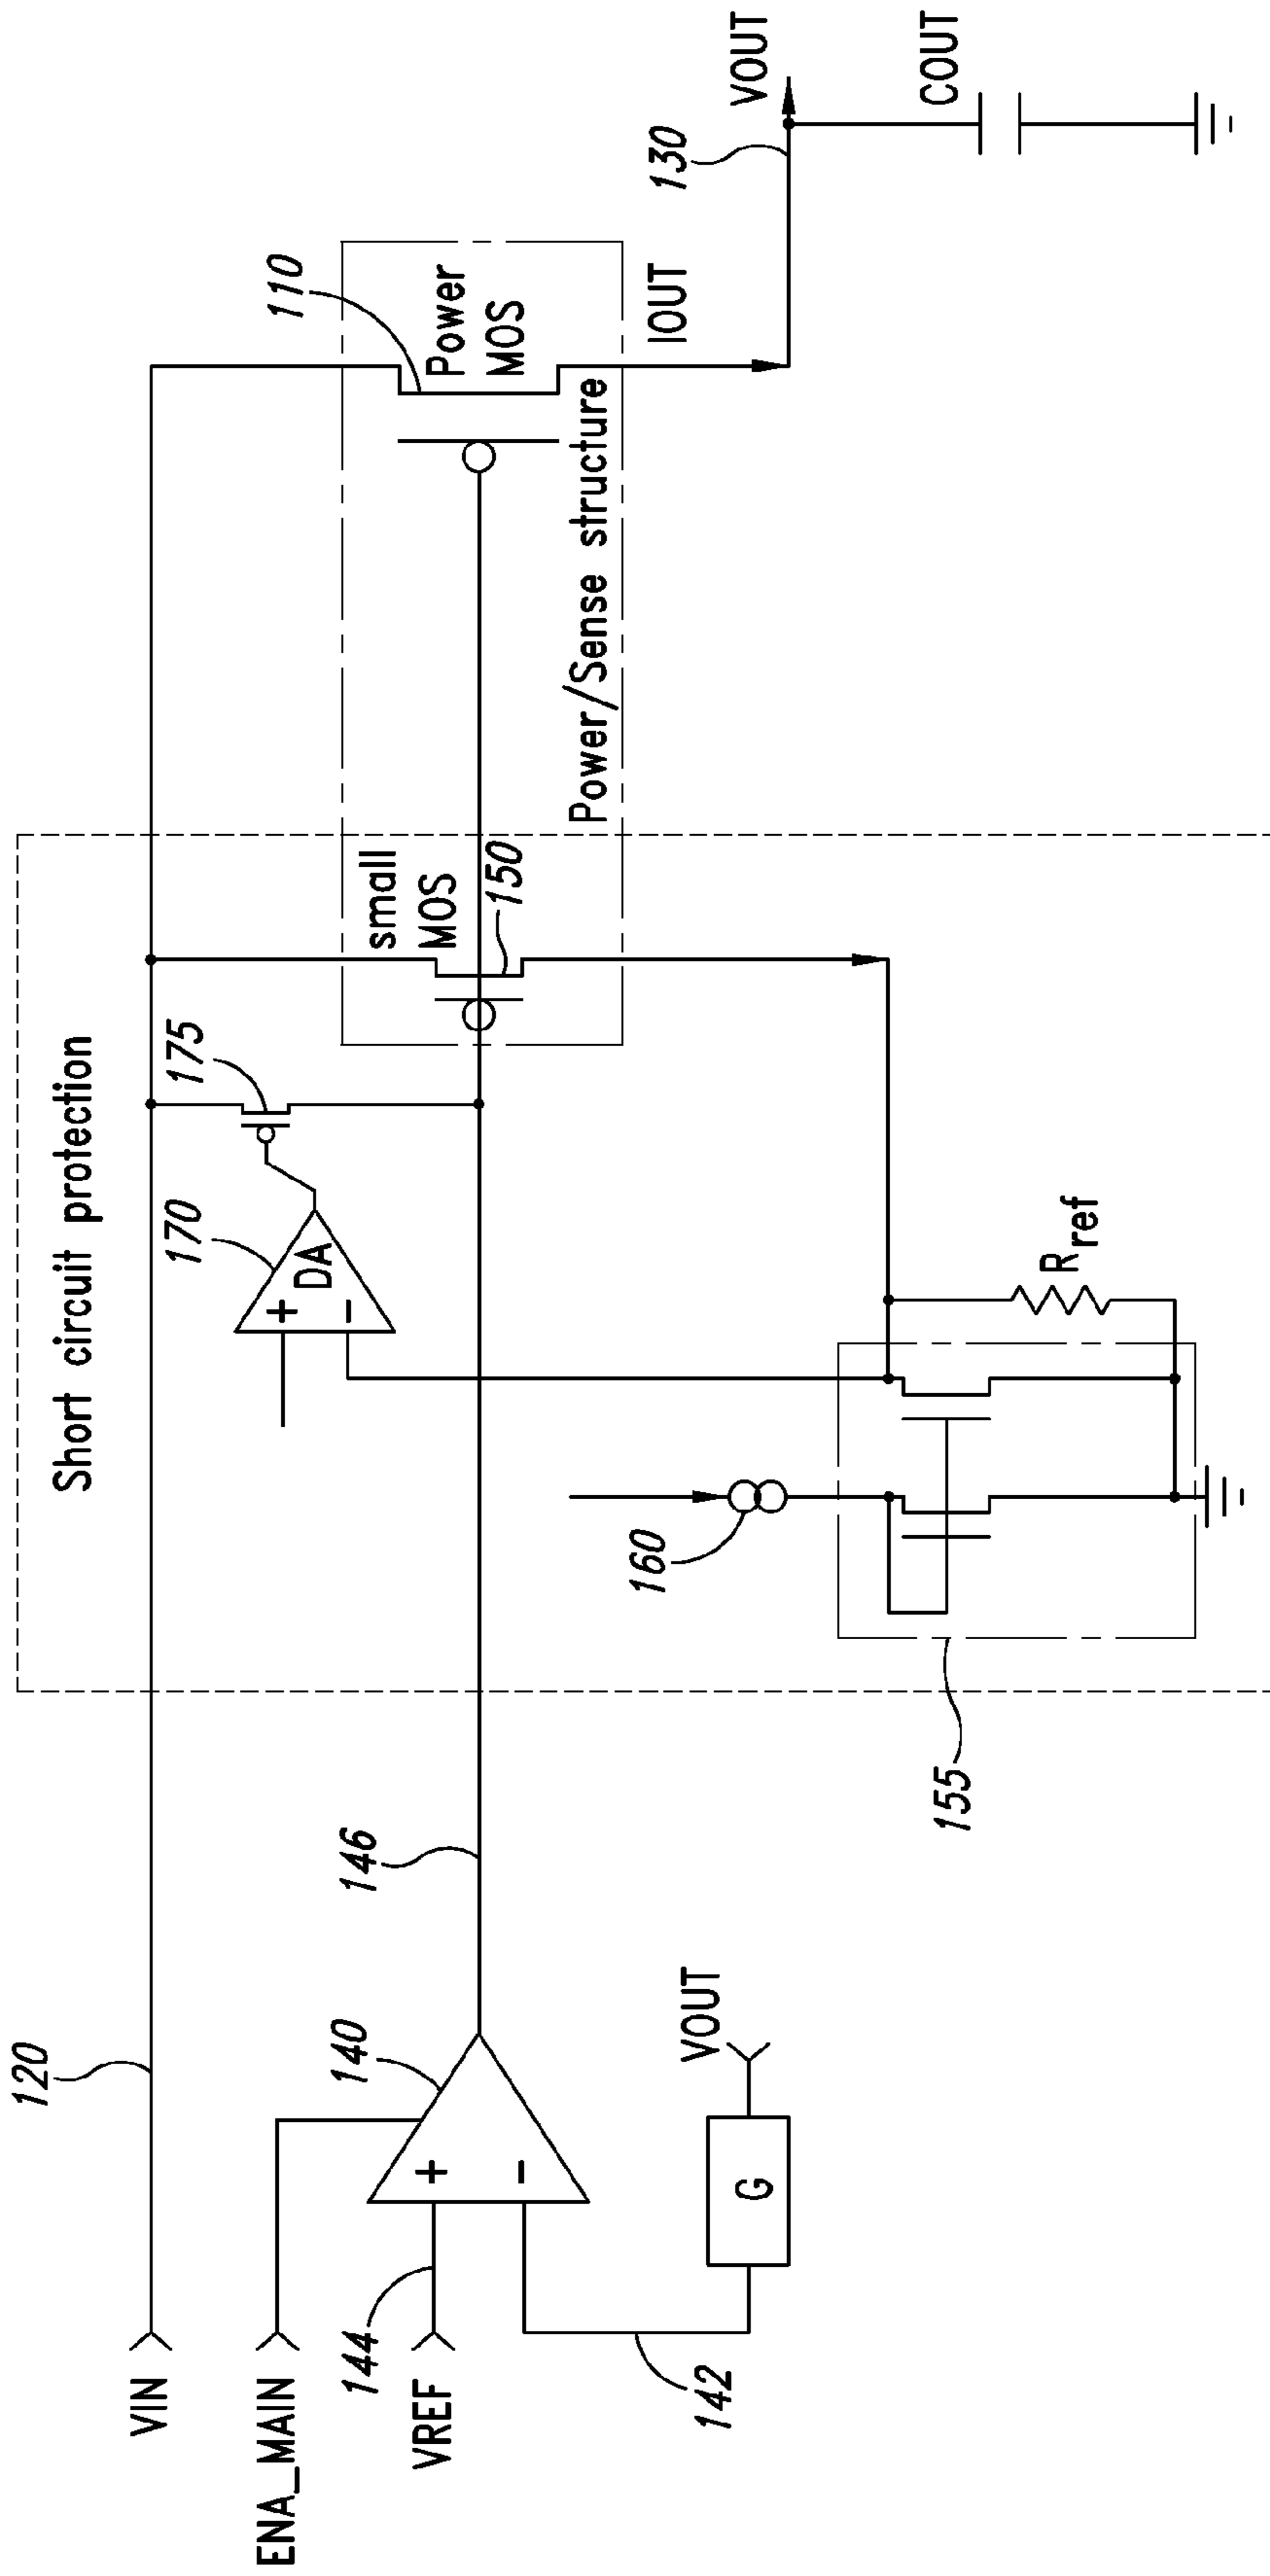 Short circuit protection
120
VIN
ENA_MAIN
144
VREF
142
140
+
-
G
VOUT
146
170
DA
+
-
175
small
MOS
150
110
Power
MOS
Power/Sense structure
IOUT
130
VOUT
COUT
160
155
Rref